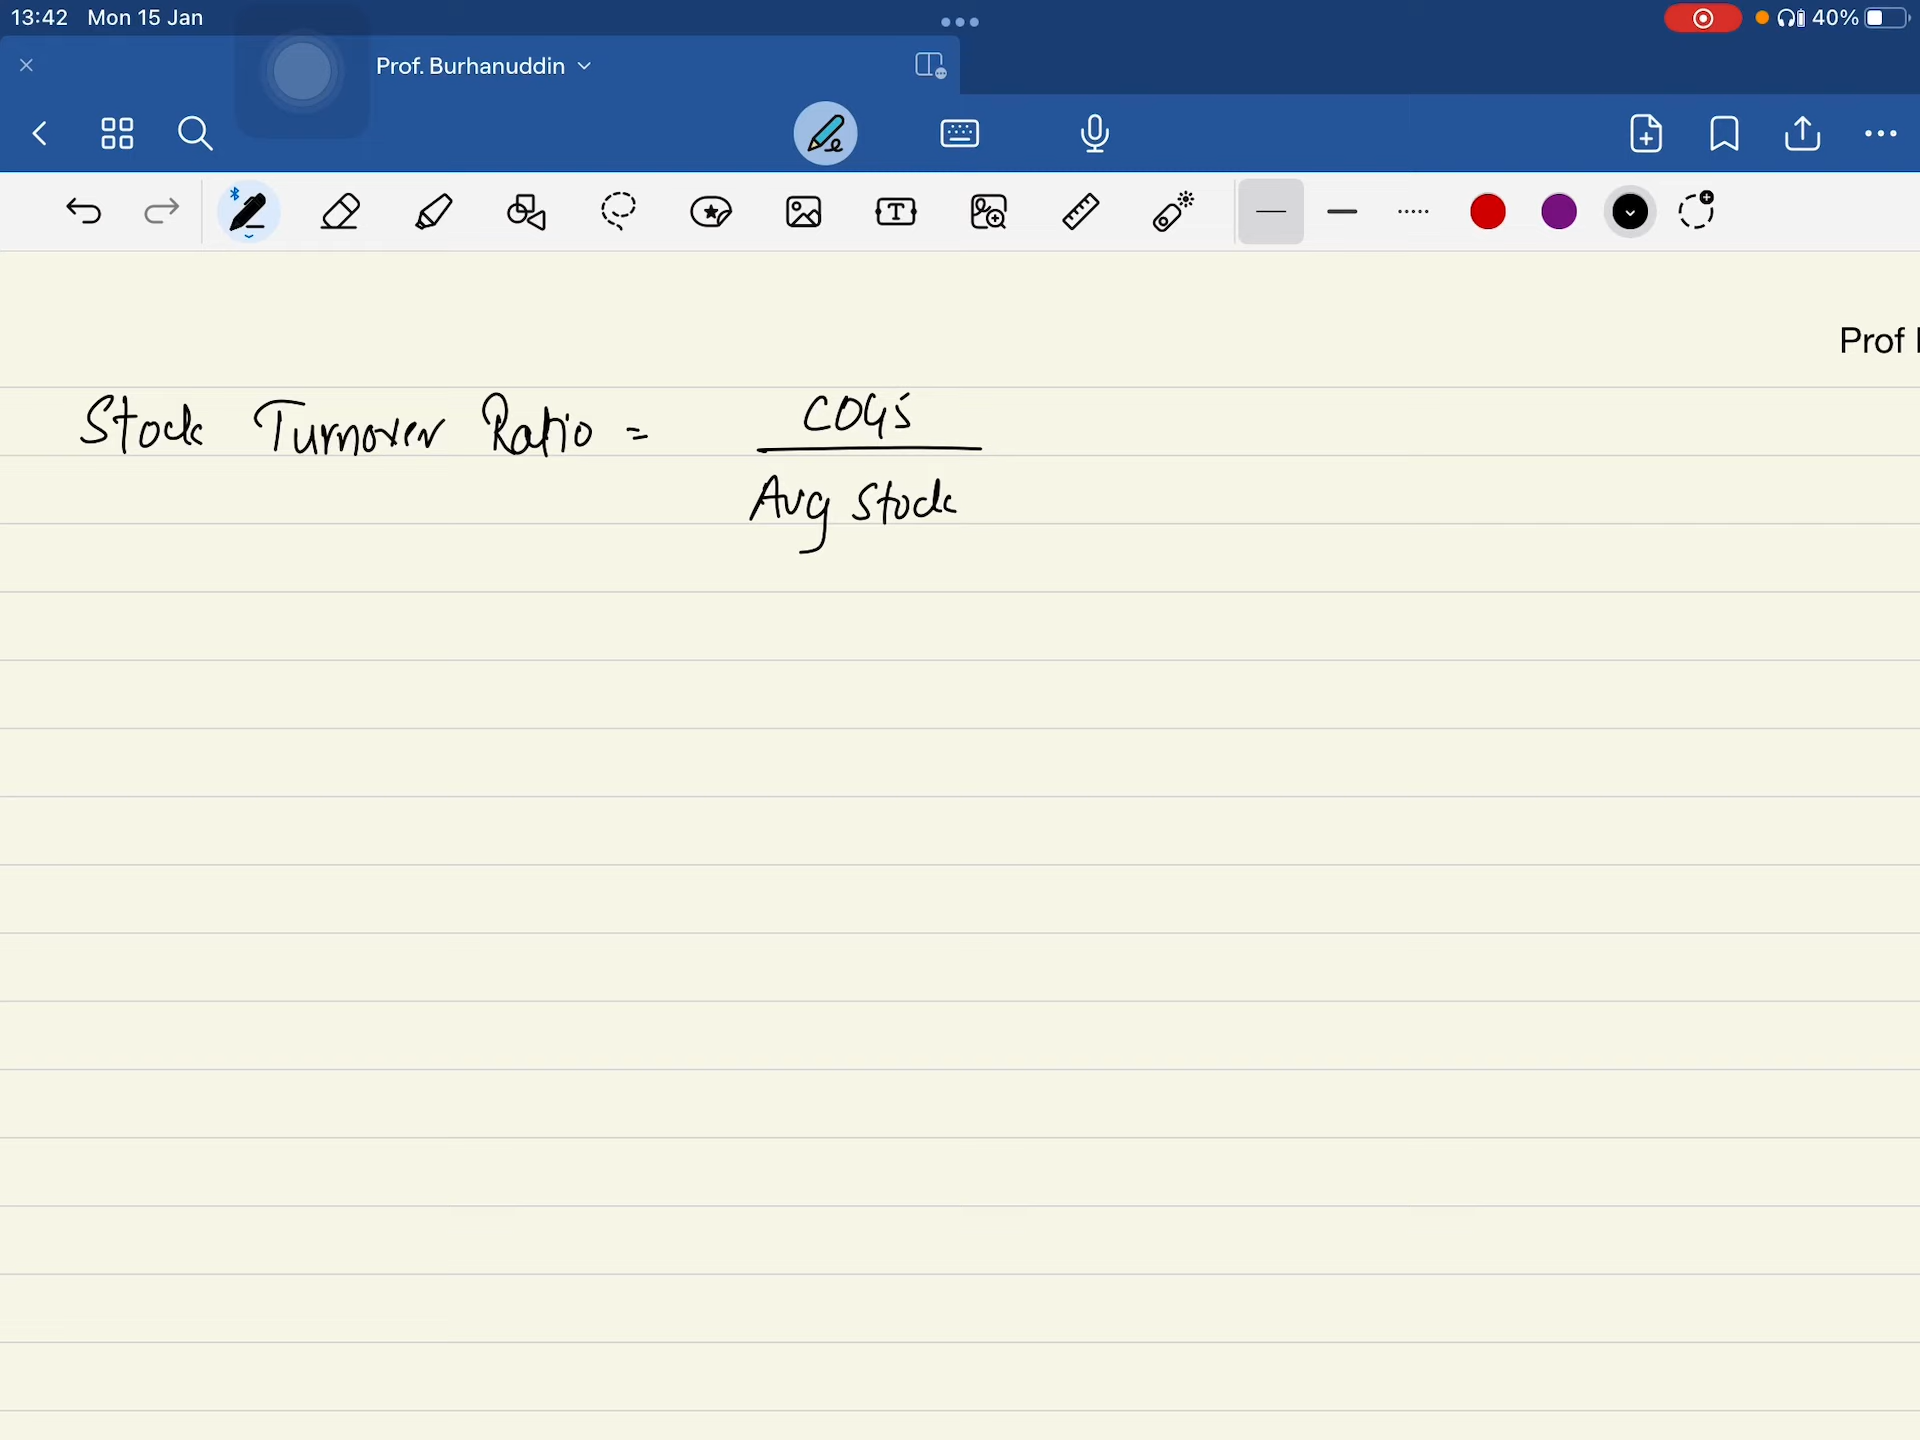 13:42 Mon 15 Jan
40%
Prof. Burhanuddin
Prof
Stock Turnover Ratio = COGS
Avg Stock